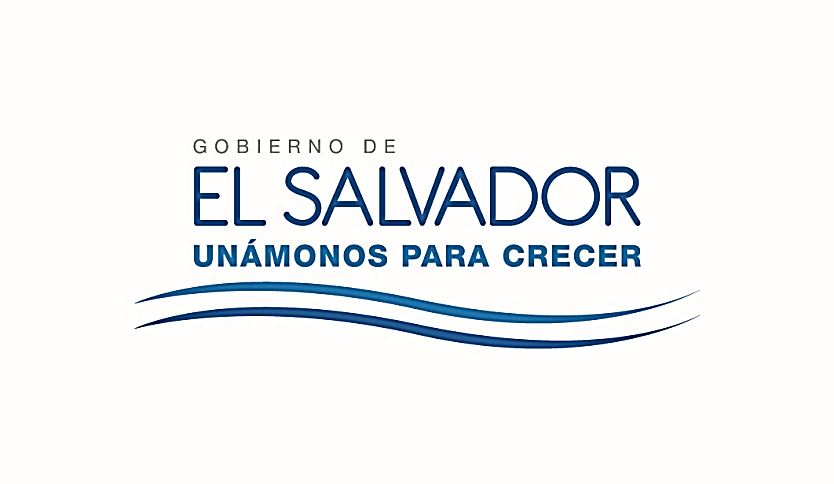 GOBIERNO DE
EL SALVADOR
UNÁMONOS PARA CRECER